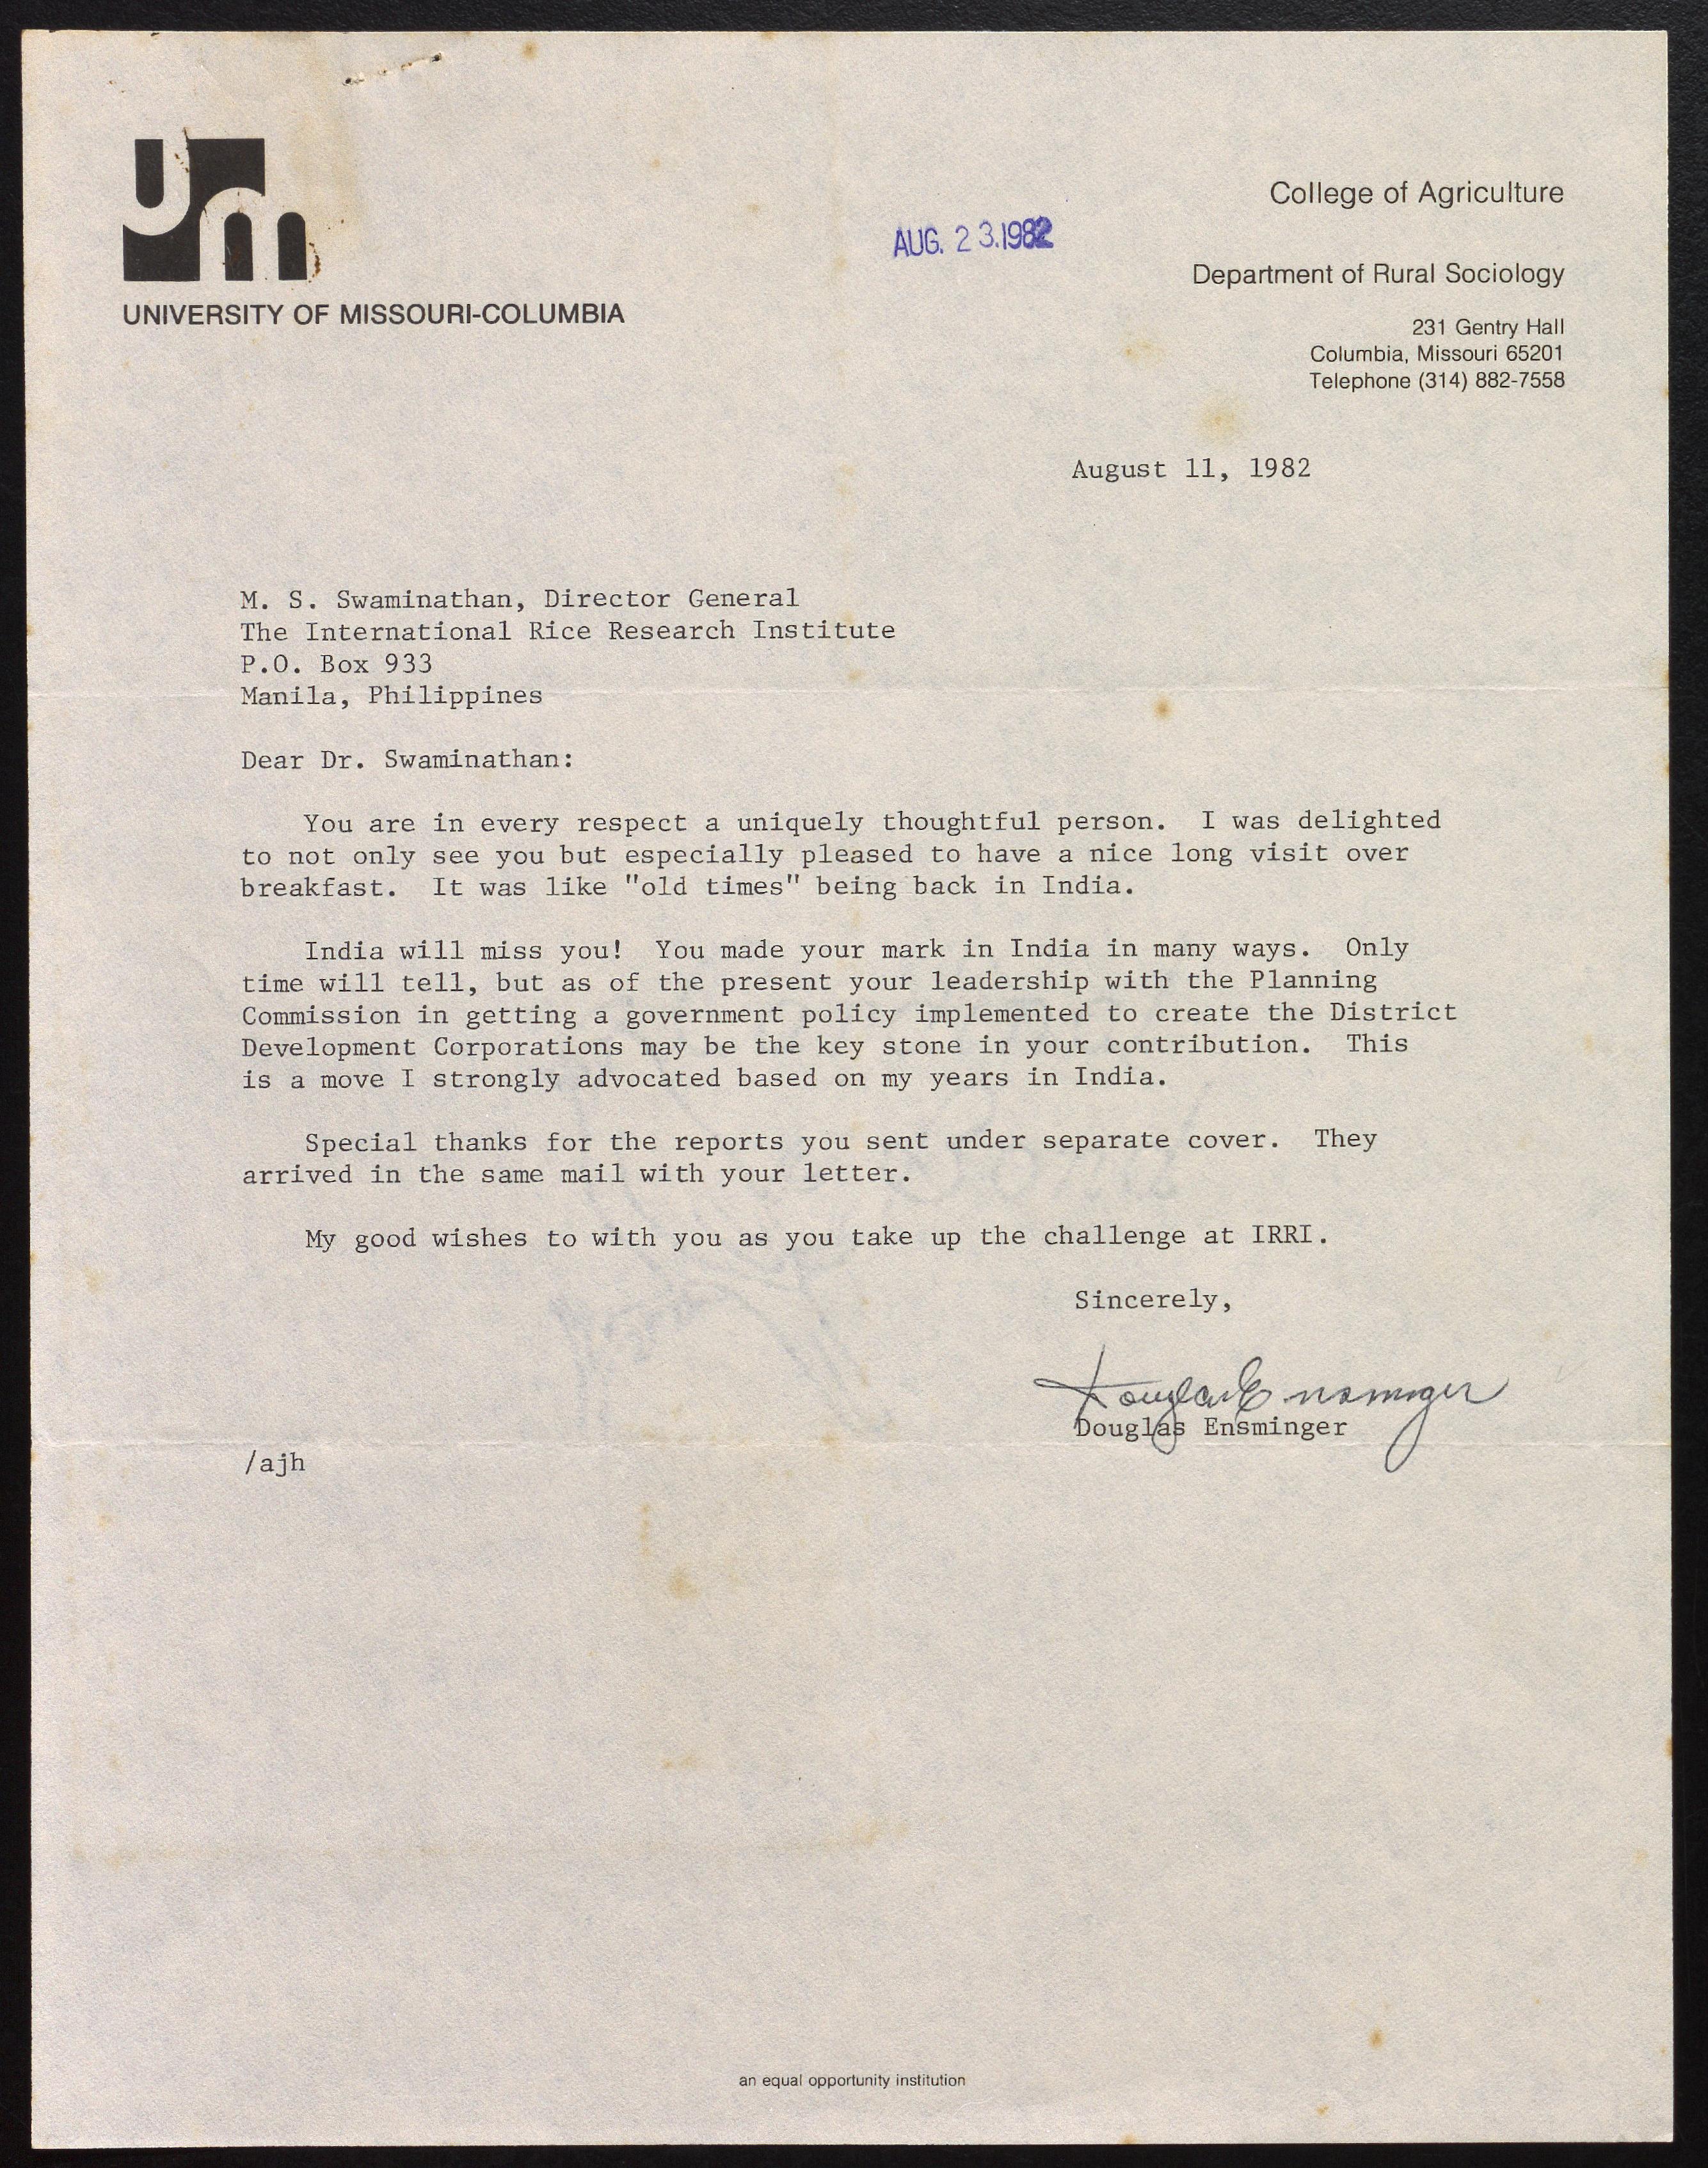 um
UNIVERSITY OF MISSOURI-COLUMBIA
AUG. 23.1982
College of Agriculture
Department of Rural Sociology
231 Gentry Hall
Columbia, Missouri 65201
Telephone (314) 882-7558
August 11, 1982
M. S. Swaminathan, Director General
The International Rice Research Institute
P.O. Box 933
Manila, Philippines
Dear Dr. Swaminathan:
You are in every respect a uniquely thoughtful person. I was delighted
to not only see you but especially pleased to have a nice long visit over
breakfast. It was like "old times" being back in India.
India will miss you! You made your mark in India in many ways. Only
time will tell, but as of the present your leadership with the Planning
Commission in getting a government policy implemented to create the District
Development Corporations may be the key stone in your contribution. This
is a move I strongly advocated based on my years in India.
Special thanks for the reports you sent under separate cover. They
arrived in the same mail with your letter.
My good wishes to with you as you take up the challenge at IRRI.
Sincerely,
Douglas Ensminger
Douglas Ensminger
/ajh
an equal opportunity institution